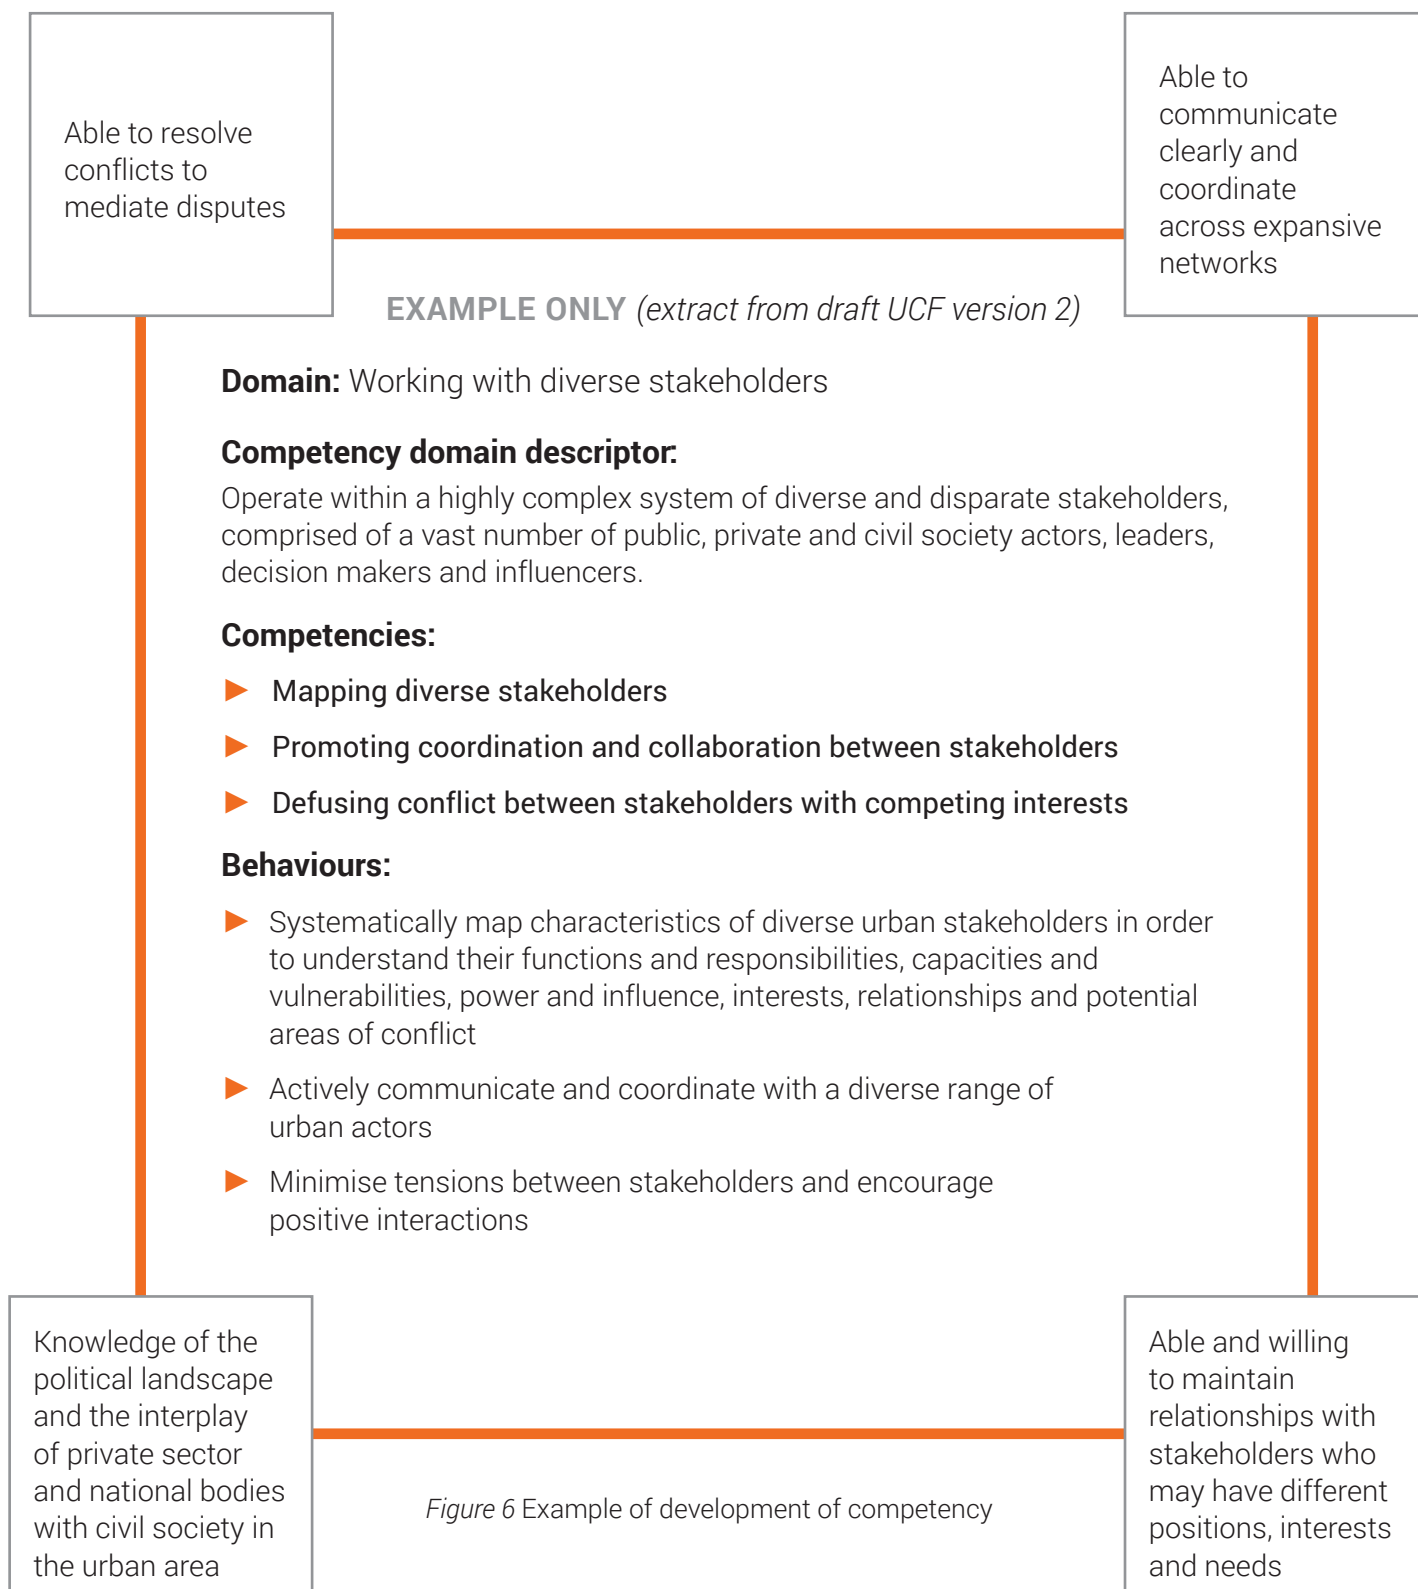 Able to resolve
conflicts to
mediate disputes
Able to
communicate
clearly and
coordinate
across expansive
networks
EXAMPLE ONLY (extract from draft UCF version 2)
Domain: Working with diverse stakeholders
Competency domain descriptor:
Operate within a highly complex system of diverse and disparate stakeholders,
comprised of a vast number of public, private and civil society actors, leaders,
decision makers and influencers.
Competencies:
► Mapping diverse stakeholders
► Promoting coordination and collaboration between stakeholders
► Defusing conflict between stakeholders with competing interests
Behaviours:
► Systematically map characteristics of diverse urban stakeholders in order
to understand their functions and responsibilities, capacities and
vulnerabilities, power and influence, interests, relationships and potential
areas of conflict
► Actively communicate and coordinate with a diverse range of
urban actors
► Minimise tensions between stakeholders and encourage
positive interactions
Knowledge of the
political landscape
and the interplay
of private sector
and national bodies
with civil society in
the urban area
Figure 6 Example of development of competency
Able and willing
to maintain
relationships with
stakeholders who
may have different
positions, interests
and needs